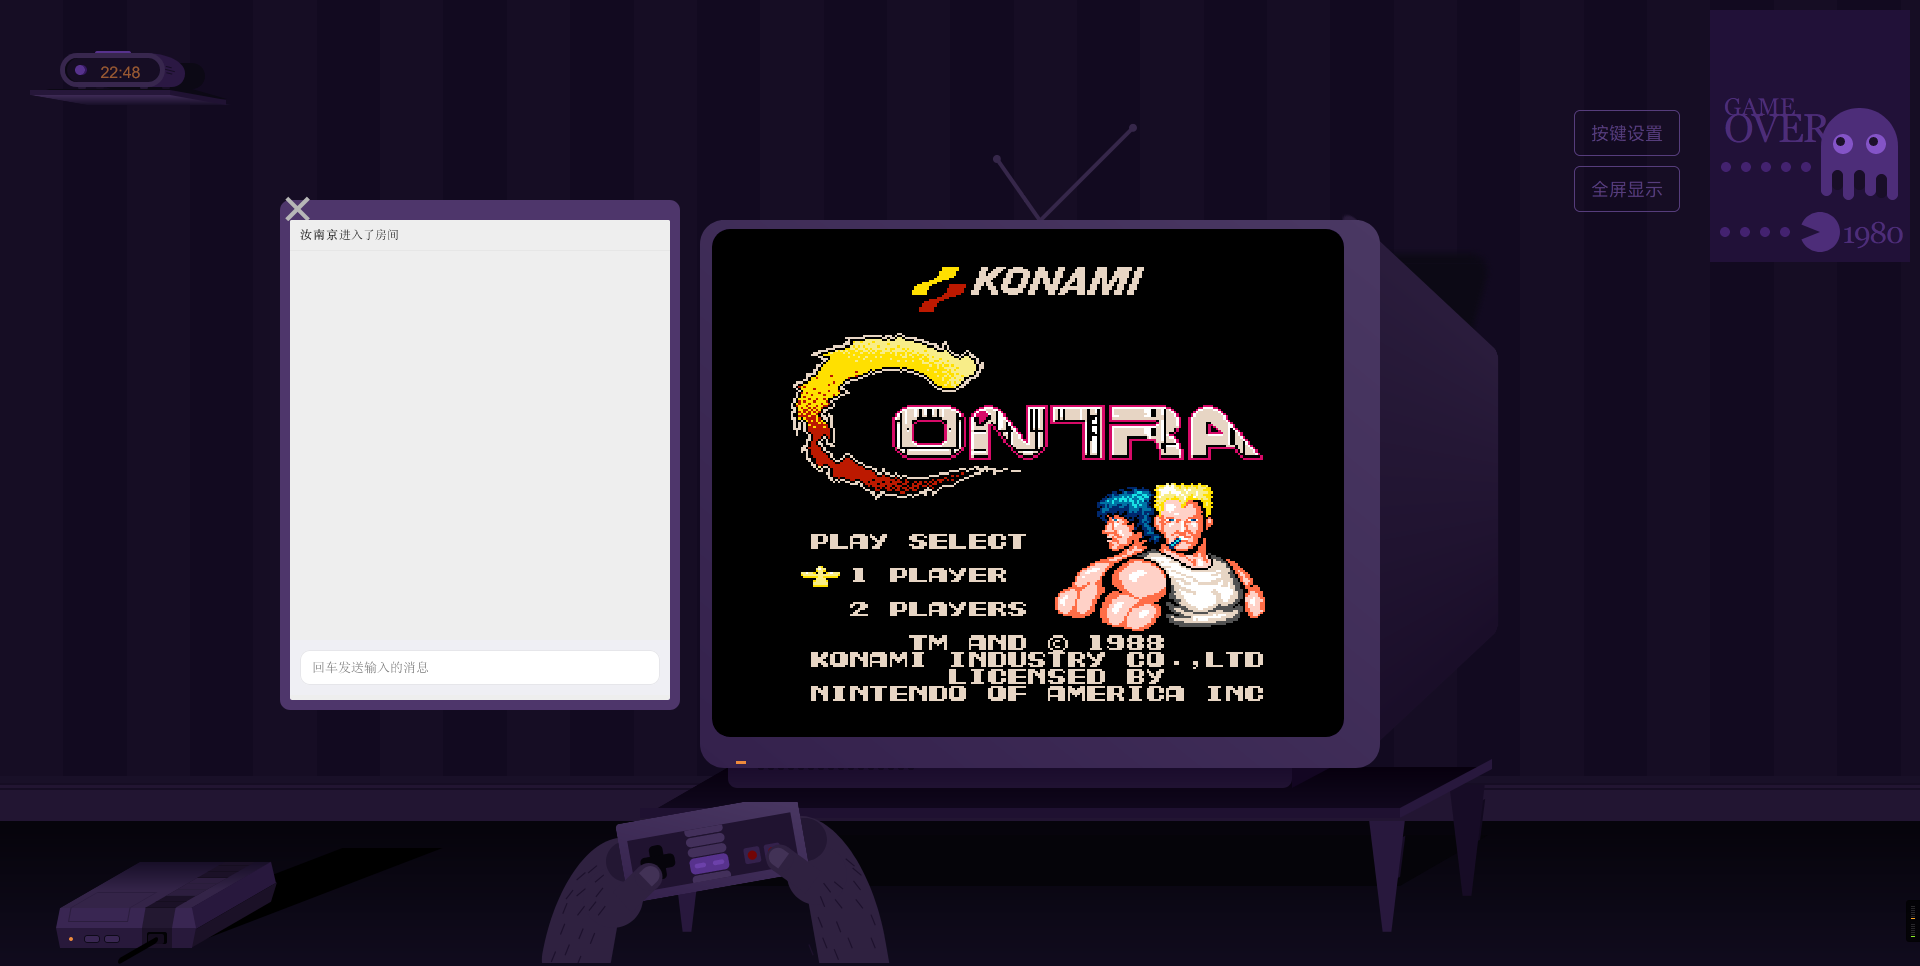 22:48
按键设置
全屏显示
GAME
OVER
1980
汝南京进入了房间
回车发送输入的消息
KONAMI
CONTRA
PLAY SELECT
1 PLAYER
2 PLAYERS
TM AND © 1988
KONAMI INDUSTRY CO.,LTD
LICENSED BY
NINTENDO OF AMERICA INC